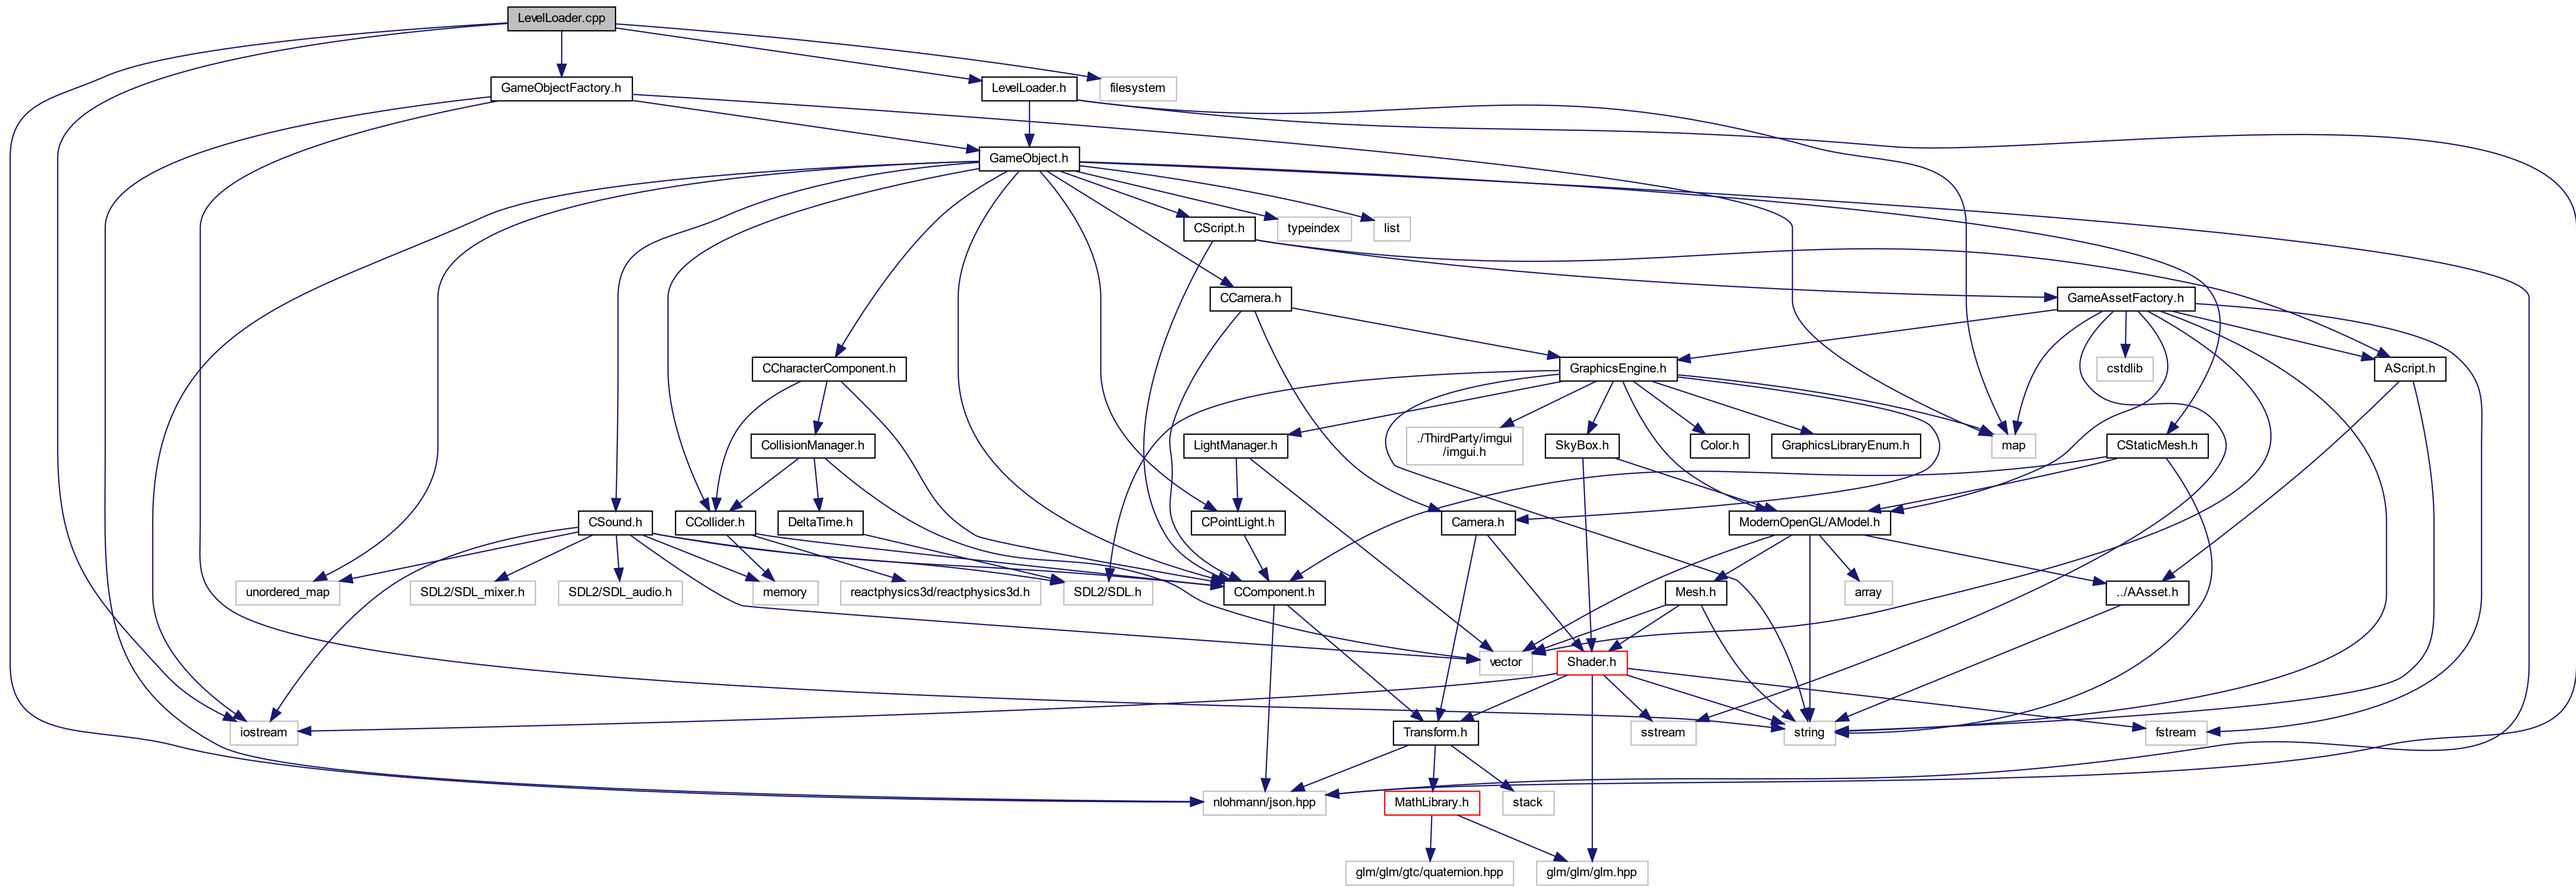 LevelLoader.cpp
GameObjectFactory.h
LevelLoader.h
filesystem
GameObject.h
CScript.h
typeindex
list
CCamera.h
GameAssetFactory.h
CCharacterComponent.h
GraphicsEngine.h
cstdlib
AScript.h
CollisionManager.h
LightManager.h
./ThirdParty/imgui
/imgui.h
SkyBox.h
Color.h
GraphicsLibraryEnum.h
map
CStaticMesh.h
CSound.h
CCollider.h
DeltaTime.h
CPointLight.h
Camera.h
ModernOpenGL/AModel.h
unordered_map
SDL2/SDL_mixer.h
SDL2/SDL_audio.h
memory
reactphysics3d/reactphysics3d.h
SDL2/SDL.h
CComponent.h
Mesh.h
array
../AAsset.h
vector
Shader.h
iostream
Transform.h
sstream
string
fstream
nlohmann/json.hpp
MathLibrary.h
stack
glm/glm/gtc/quaternion.hpp
glm/glm/glm.hpp